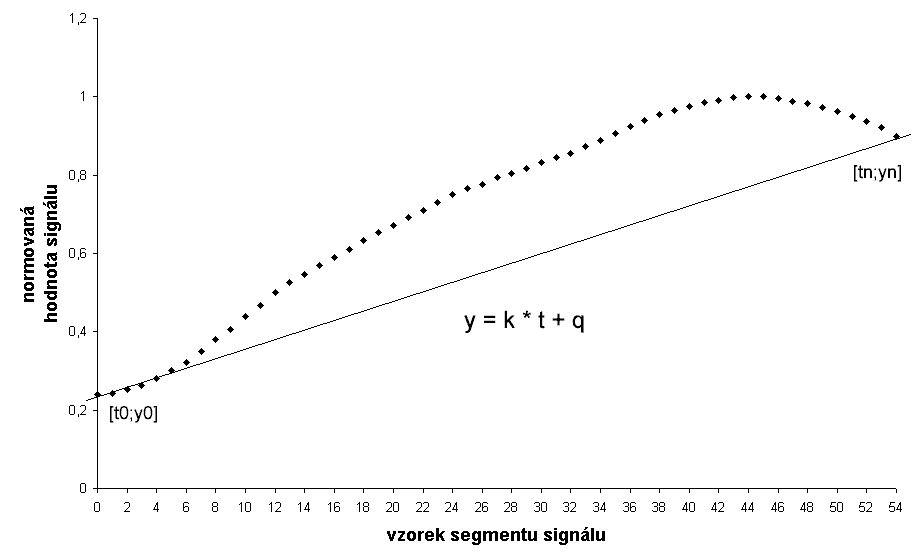 1,2
1
0,8
0,6
0,4
0,2
0
normovaná
hodnota signálu
[tn;yn]
y = k * t + q
[t0;y0]
0 2 4 6 8 10 12 14 16 18 20 22 24 26 28 30 32 34 36 38 40 42 44 46 48 50 52 54
vzorek segmentu signálu